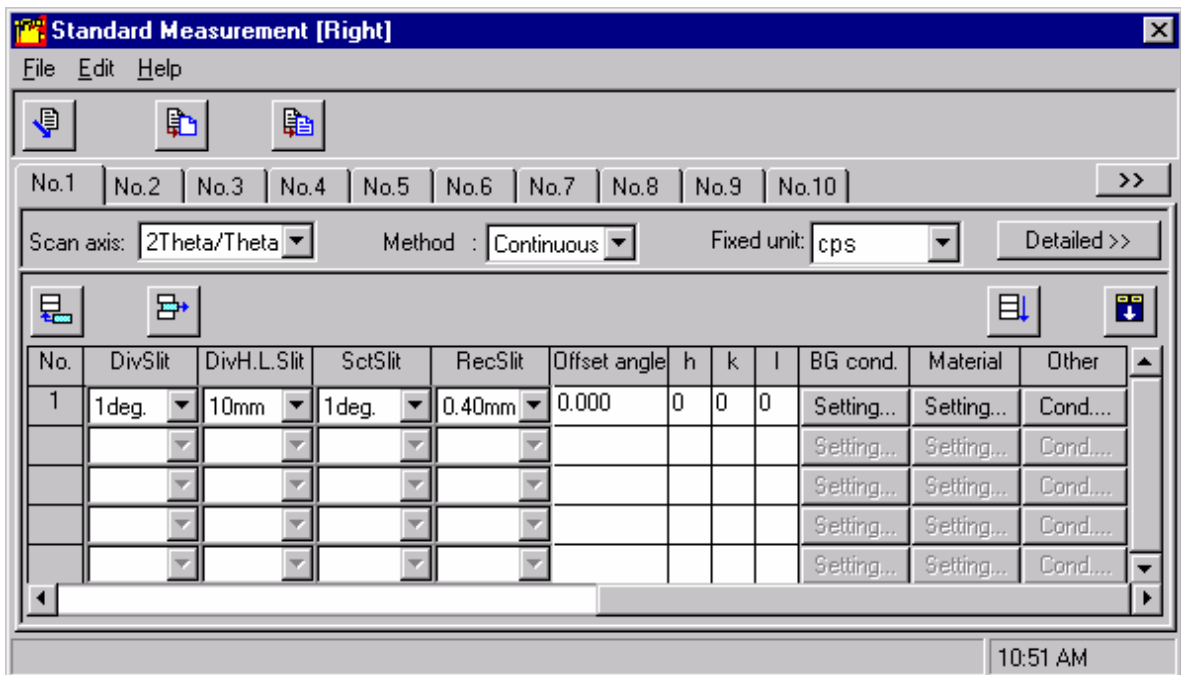 Standard Measurement [Right]
File Edit Help
No.1 No.2 No.3 No.4 No.5 No.6 No.7 No.8 No.9 No.10 >>
Scan axis: 2Theta/Theta Method : Continuous Fixed unit: cps Detailed >>
No. DivSlit DivH.L.Slit SctSlit RecSlit Offset angle h k l BG cond. Material Other
1 1deg. 10mm 1deg. 0.40mm 0.000 0 0 0 Setting... Setting... Cond....
Setting... Setting... Cond....
Setting... Setting... Cond....
Setting... Setting... Cond....
Setting... Setting... Cond....
10:51 AM